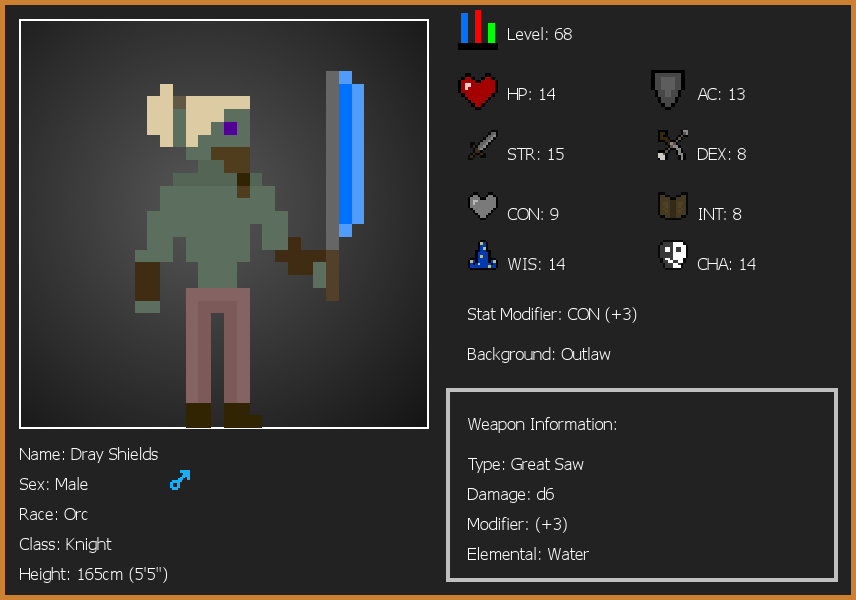 Level: 68
HP: 14
AC: 13
STR: 15
DEX: 8
CON: 9
INT: 8
WIS: 14
CHA: 14
Stat Modifier: CON (+3)
Background: Outlaw
Weapon Information:
Type: Great Saw
Damage: d6
Modifier: (+3)
Elemental: Water
Name: Dray Shields
Sex: Male
Race: Orc
Class: Knight
Height: 165cm (5'5")